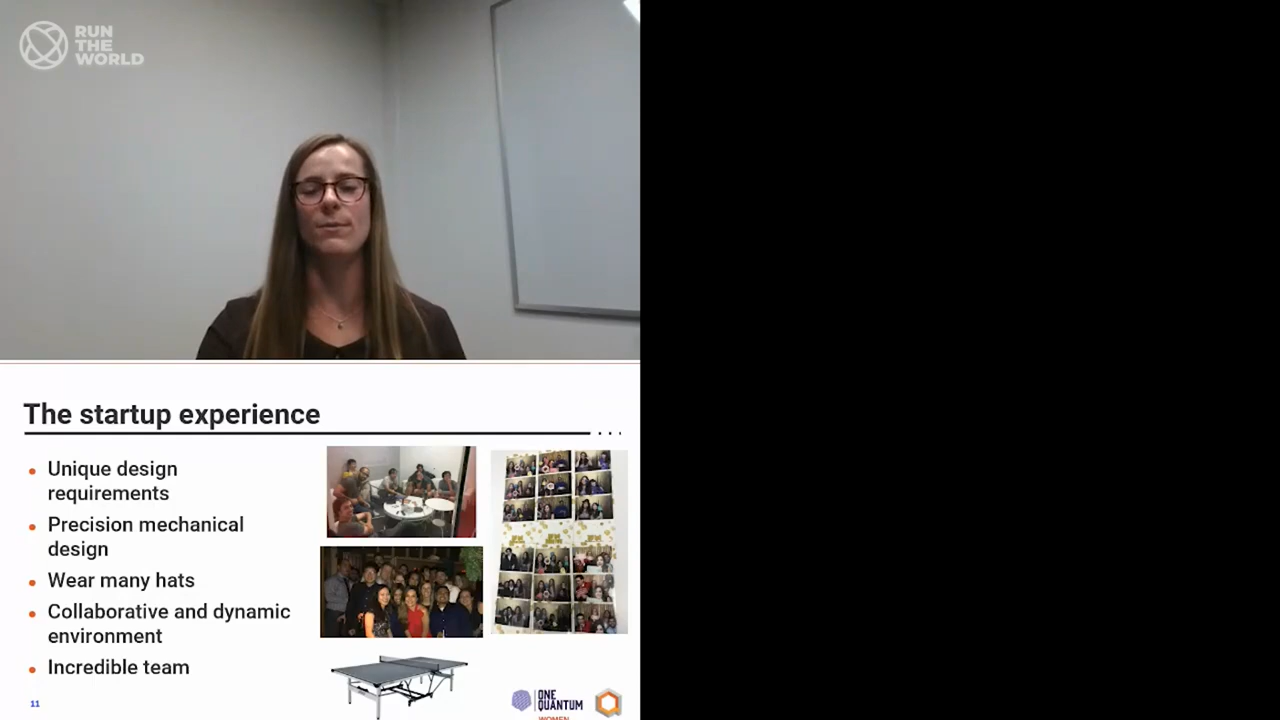 RUN
THE
WORLD
The startup experience
Unique design
requirements
Precision mechanical
design
Wear many hats
Collaborative and dynamic
environment
Incredible team
11
ONE
QUANTUM
WOMEN